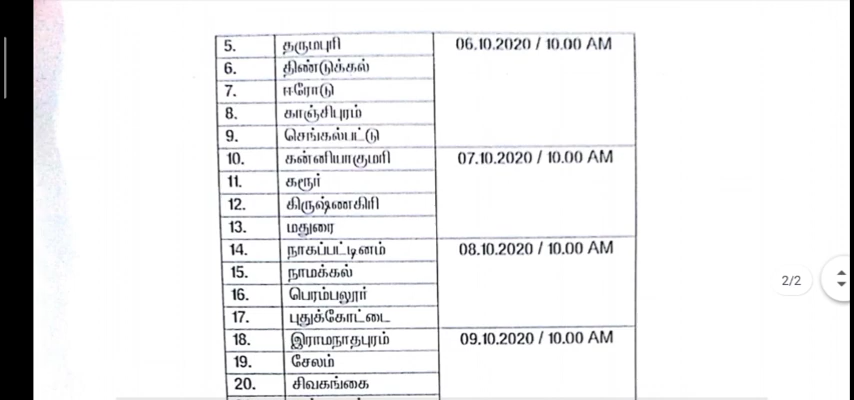 5. தருமபுரி 06.10.2020 / 10.00 AM
6. திண்டுக்கல்
7. ஈரோடு
8. காஞ்சிபுரம்
9. செங்கல்பட்டு
10. கன்னியாகுமரி 07.10.2020 / 10.00 AM
11. கரூர்
12. கிருஷ்ணகிரி
13. மதுரை
14. நாகப்பட்டினம் 08.10.2020 / 10.00 AM
15. நாமக்கல்
2/2
16. பெரம்பலூர்
17. புதுக்கோட்டை
18. இராமநாதபுரம் 09.10.2020 / 10.00 AM
19. சேலம்
20. சிவகங்கை